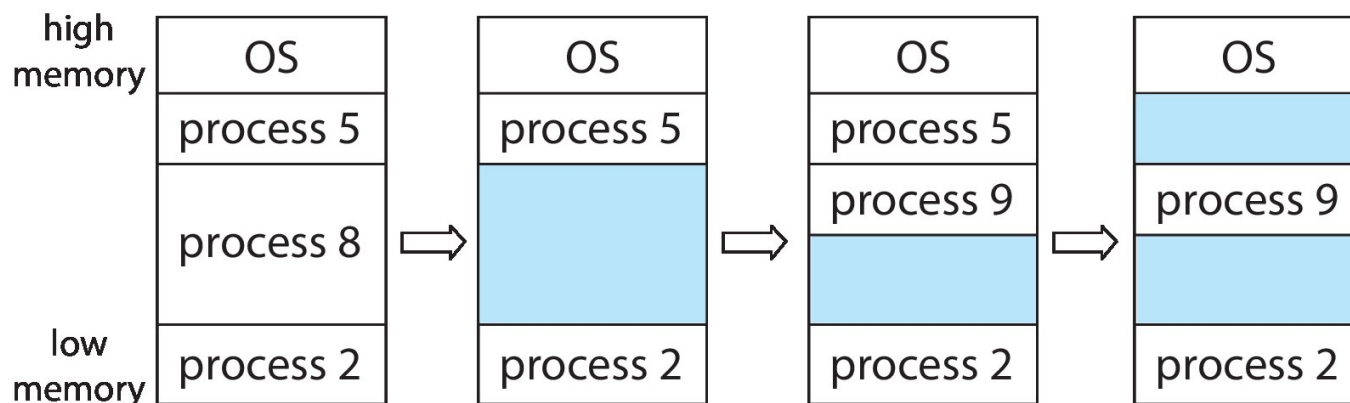 high
memory
OS
process 5
process 8
process 2
low
memory
OS
process 5
process 2
OS
process 5
process 9
process 2
OS
process 9
process 2